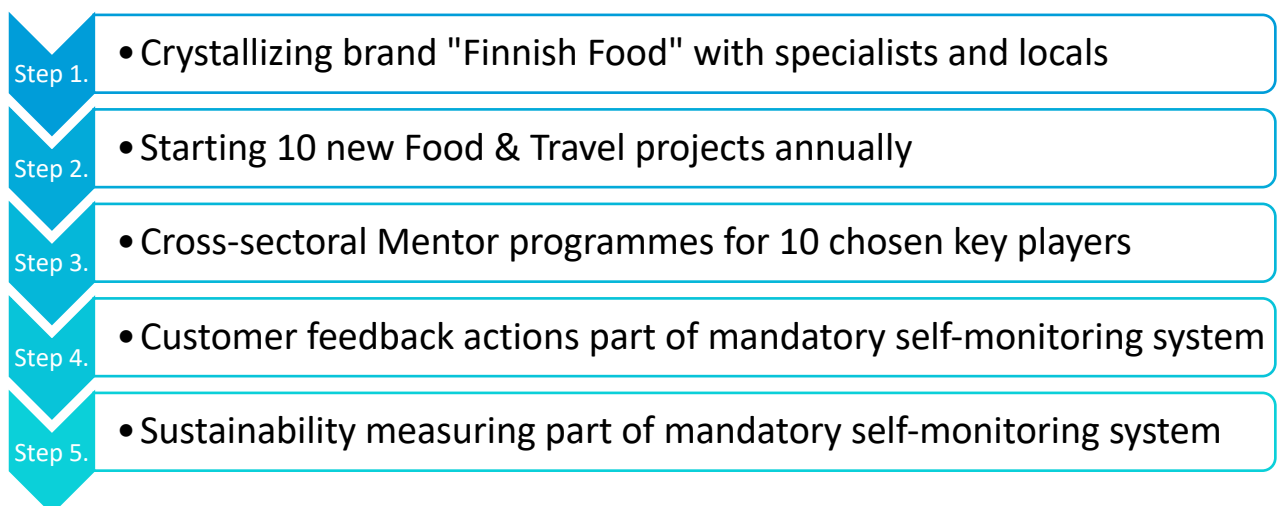 Step 1.
• Crystallizing brand "Finnish Food" with specialists and locals
Step 2.
• Starting 10 new Food & Travel projects annually
Step 3.
• Cross-sectoral Mentor programmes for 10 chosen key players
Step 4.
• Customer feedback actions part of mandatory self-monitoring system
Step 5.
• Sustainability measuring part of mandatory self-monitoring system